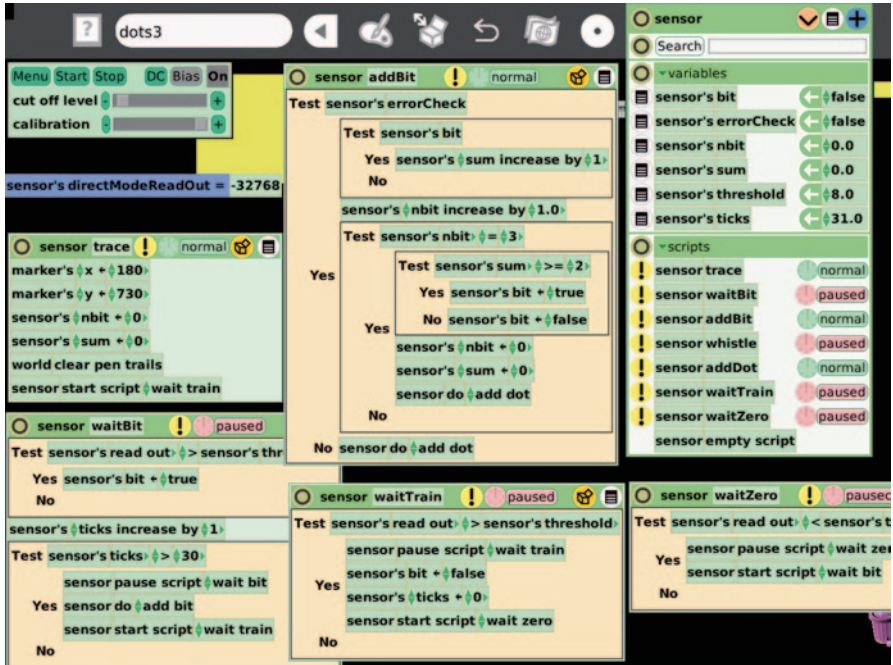 ? dots3
Menu Start Stop DC Bias On
cut off level - +
calibration - +
sensor's directModeReadOut = -32768
sensor trace ! normal
marker's x ← 180
marker's y ← 730
sensor's nbit ← 0
sensor's sum ← 0
world clear pen trails
sensor start script wait train
sensor waitBit ! paused
Test sensor's read out > sensor's thr
Yes sensor's bit ← true
No
sensor's ticks increase by 1
Test sensor's ticks > 30
sensor pause script wait bit
Yes sensor do add bit
sensor start script wait train
No
sensor addBit ! normal
Test sensor's errorCheck
Test sensor's bit
Yes sensor's sum increase by 1
No
sensor's nbit increase by 1.0
Test sensor's nbit = 3
Yes
Test sensor's sum >= 2
Yes sensor's bit ← true
No sensor's bit ← false
Yes
sensor's nbit ← 0
sensor's sum ← 0
sensor do add dot
No
No sensor do add dot
sensor waitTrain ! paused
Test sensor's read out > sensor's threshold
sensor pause script wait train
sensor's bit ← false
Yes
sensor's ticks ← 0
sensor start script wait zero
No
sensor
Search
variables
sensor's bit ← false
sensor's errorCheck ← false
sensor's nbit ← 0.0
sensor's sum ← 0.0
sensor's threshold ← 8.0
sensor's ticks ← 31.0
scripts
! sensor trace normal
! sensor waitBit paused
! sensor addBit normal
! sensor whistle paused
! sensor addDot normal
! sensor waitTrain paused
! sensor waitZero paused
sensor empty script
sensor waitZero ! paused
Test sensor's read out < sensor's t
sensor pause script wait zer
Yes
sensor start script wait bit
No